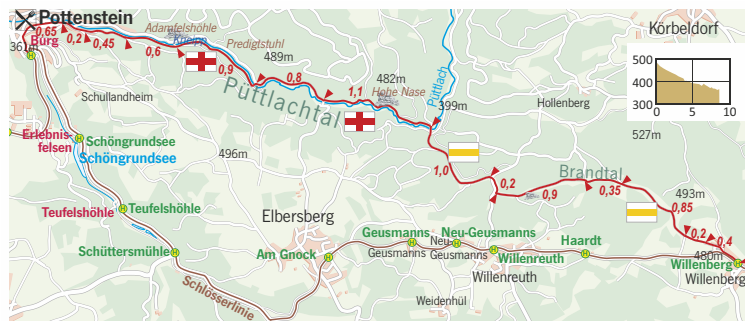 Pottenstein
361m
Burg
0,65
0,2
0,45
0,6
Adamfelshöhle
Kneipp
Predigtstuhl
0,9
489m
0,8
Püttlachtal
1,1
482m
Hohe Nase
Püttlach
399m
Körbeldorf
500
400
300
0
5
10
Hollenberg
527m
Schullandheim
Erlebnis-
felsen
Schöngrundsee
Schöngrundsee
496m
1,0
0,2
0,9
Brandtal
0,35
493m
0,85
0,2
0,4
480m
Willenberg
Willenberg
Teufelshöhle
Teufelshöhle
Elbersberg
Schüttersmühle
Am Gnock
Geusmanns
Geusmanns
Neu-Geusmanns
Neu-
Geusmanns
Willenreuth
Willenreuth
Haardt
Schlösserlinie
Weidenhül